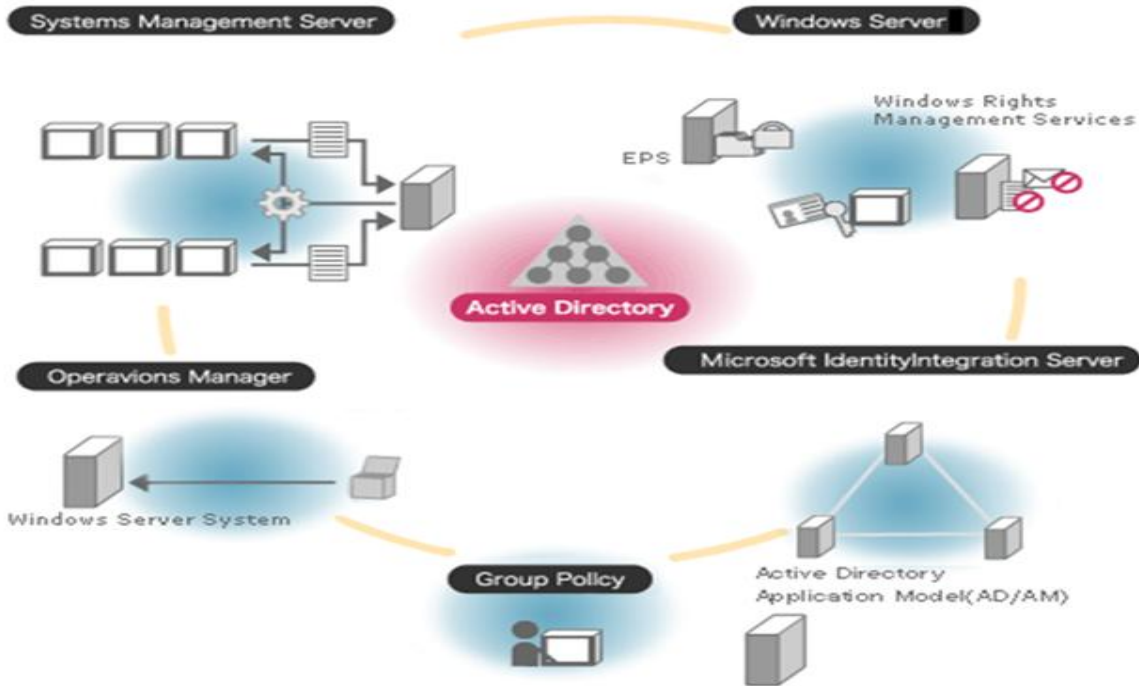 Systems Management Server
Windows Server
Windows Rights
Management Services
EPS
Active Directory
Operavions Manager
Microsoft IdentityIntegration Server
Windows Server System
Group Policy
Active Directory
Application Model(AD/AM)